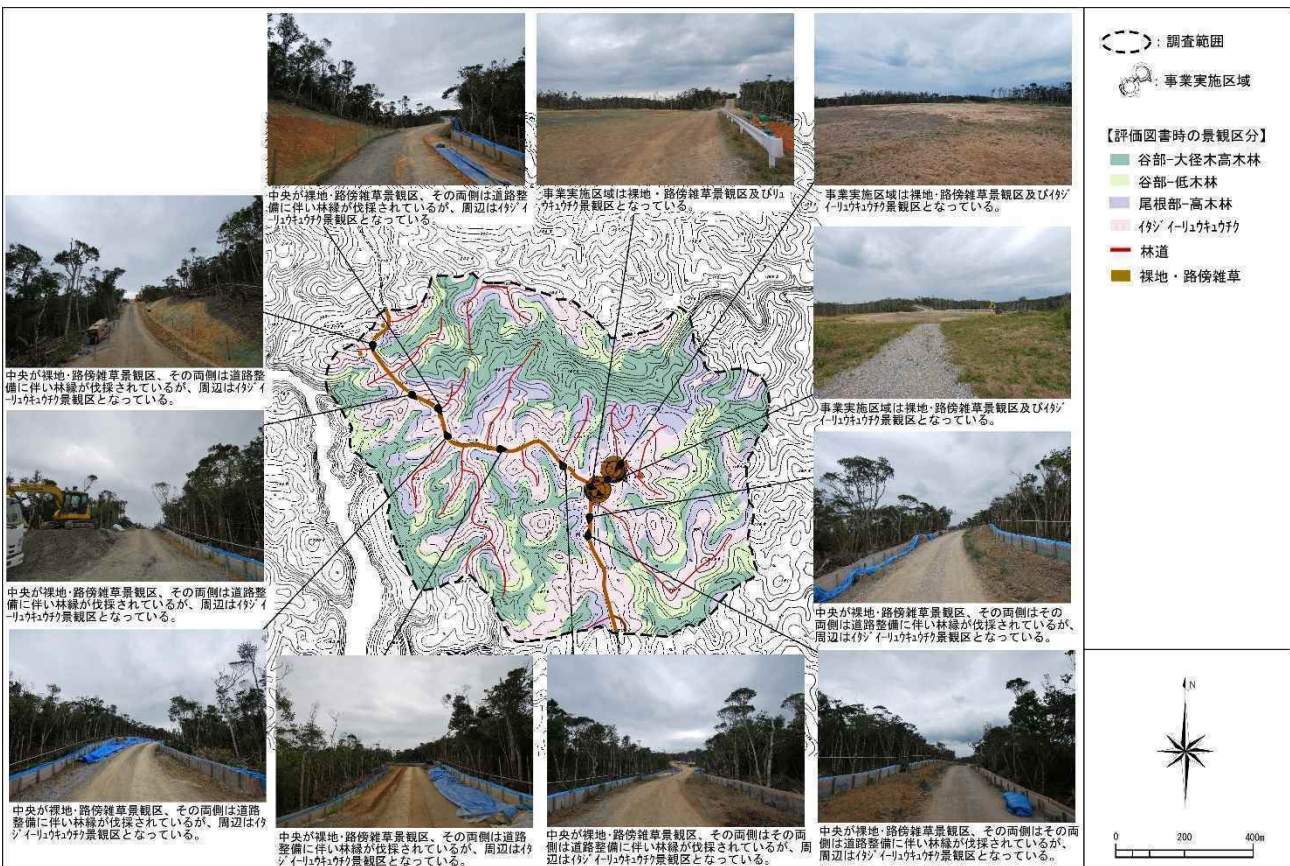 中央が裸地・路傍雑草景観区、その両側は道路整
備に伴い林縁が伐採されているが、周辺はイタジイ
ーリュウキュウチク景観区となっている。
事業実施区域は裸地・路傍雑草景観区及びリュ
ウキュウチク景観区となっている。
事業実施区域は裸地・路傍雑草景観区及びイタジ
イーリュウキュウチク景観区となっている。
中央が裸地・路傍雑草景観区、その両側は道路整
備に伴い林縁が伐採されているが、周辺はイタジイ
ーリュウキュウチク景観区となっている。
事業実施区域は裸地・路傍雑草景観区及びイタジ
イーリュウキュウチク景観区となっている。
中央が裸地・路傍雑草景観区、その両側は道路整
備に伴い林縁が伐採されているが、周辺はイタジイ
ーリュウキュウチク景観区となっている。
中央が裸地・路傍雑草景観区、その両側はその
両側は道路整備に伴い林縁が伐採されているが、
周辺はイタジイーリュウキュウチク景観区となっている。
中央が裸地・路傍雑草景観区、その両側は道路
整備に伴い林縁が伐採されているが、周辺はイタ
ジイーリュウキュウチク景観区となっている。
中央が裸地・路傍雑草景観区、その両側は道路
整備に伴い林縁が伐採されているが、周辺はイタ
ジイーリュウキュウチク景観区となっている。
中央が裸地・路傍雑草景観区、その両側はその両
側は道路整備に伴い林縁が伐採されているが、周
辺はイタジイーリュウキュウチク景観区となっている。
中央が裸地・路傍雑草景観区、その両側はその両
側は道路整備に伴い林縁が伐採されているが、
周辺はイタジイーリュウキュウチク景観区となっている。
：調査範囲
：事業実施区域
【評価図書時の景観区分】
谷部-大径木高木林
谷部-低木林
尾根部-高木林
イタジイーリュウキュウチク
林道
裸地・路傍雑草
N
0 200 400m